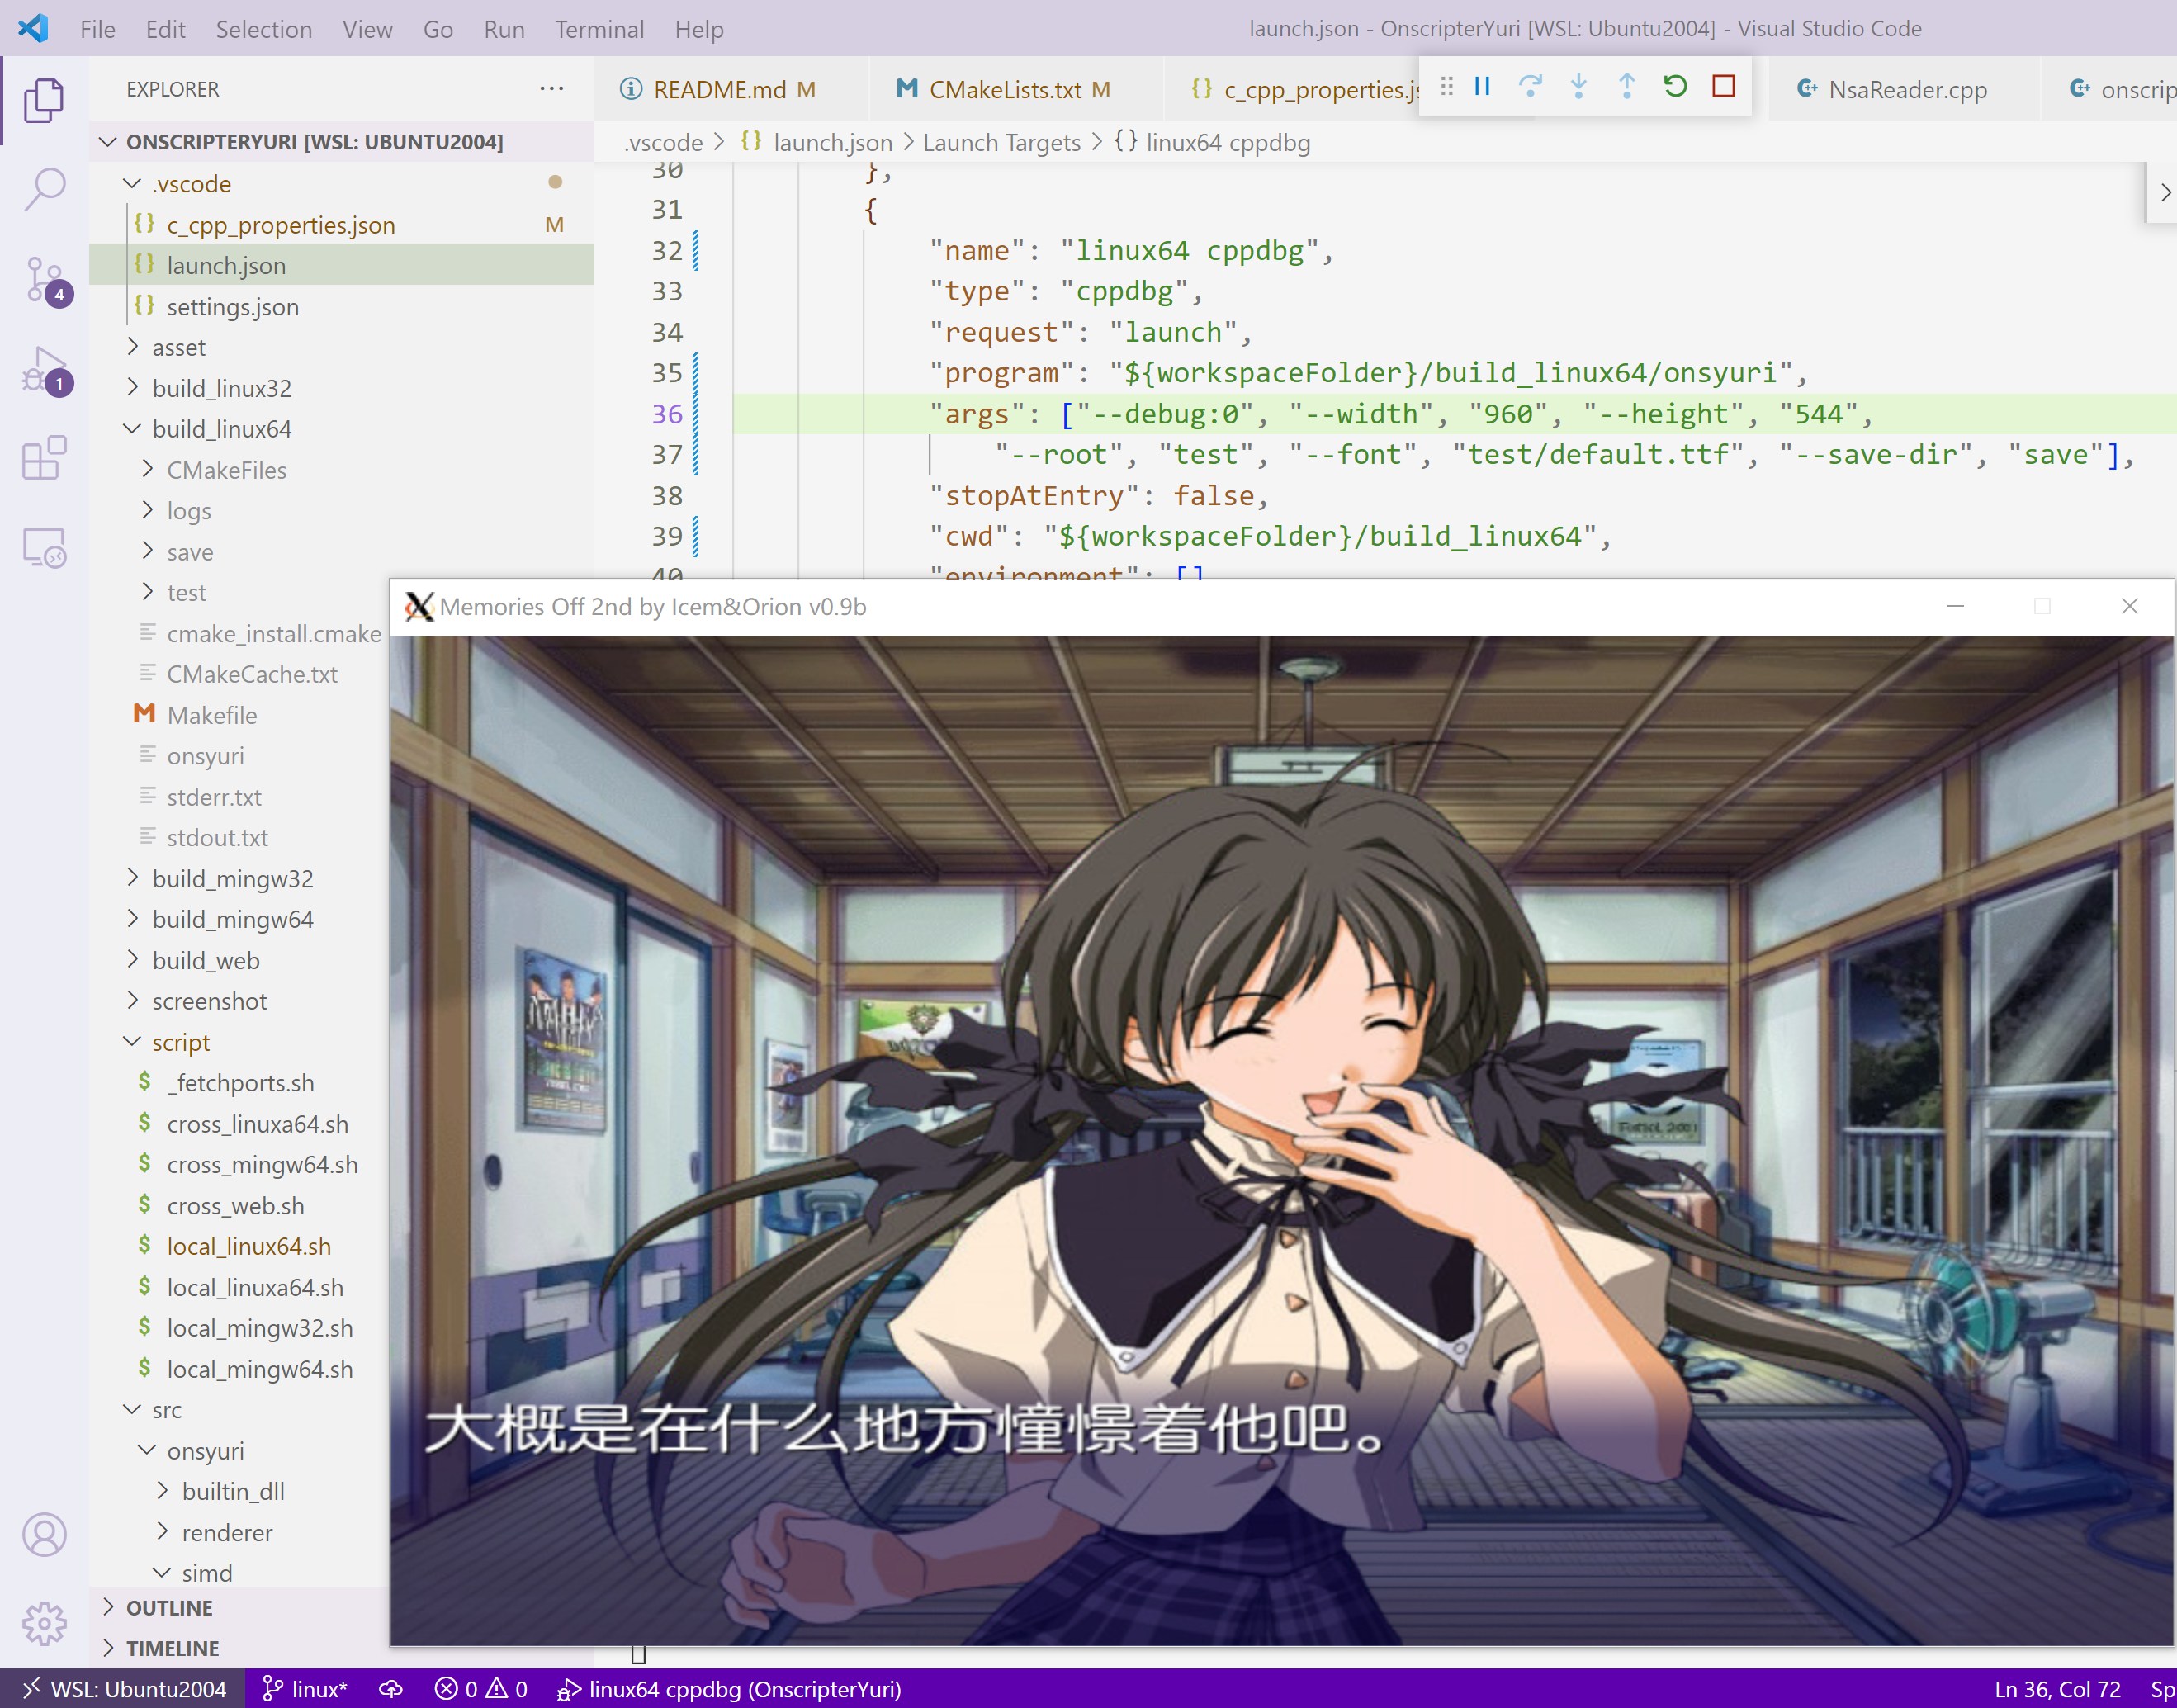 File Edit Selection View Go Run Terminal Help
launch.json - OnscripterYuri [WSL: Ubuntu2004] - Visual Studio Code
EXPLORER
ONSCRIPTERYURI [WSL: UBUNTU2004]
.vscode
c_cpp_properties.json M
launch.json
settings.json
asset
build_linux32
build_linux64
CMakeFiles
logs
save
test
cmake_install.cmake
CMakeCache.txt
Makefile
onsyuri
stderr.txt
stdout.txt
build_mingw32
build_mingw64
build_web
screenshot
script
_fetchports.sh
cross_linuxa64.sh
cross_mingw64.sh
cross_web.sh
local_linux64.sh
local_linuxa64.sh
local_mingw32.sh
local_mingw64.sh
src
onsyuri
builtin_dll
renderer
simd
OUTLINE
TIMELINE
4
1
README.md M
CMakeLists.txt M
c_cpp_properties.js
NsaReader.cpp
onscrip
.vscode > {} launch.json > Launch Targets > {} linux64 cppdbg
30 },
31 {
32 "name": "linux64 cppdbg",
33 "type": "cppdbg",
34 "request": "launch",
35 "program": "${workspaceFolder}/build_linux64/onsyuri",
36 "args": ["--debug:0", "--width", "960", "--height", "544",
37 "--root", "test", "--font", "test/default.ttf", "--save-dir", "save"],
38 "stopAtEntry": false,
39 "cwd": "${workspaceFolder}/build_linux64",
40 "environment": []
Memories Off 2nd by Icem&Orion v0.9b
大概是在什么地方憧憬着他吧。
WSL: Ubuntu2004 linux* 0 0 linux64 cppdbg (OnscripterYuri)
Ln 36, Col 72 Sp